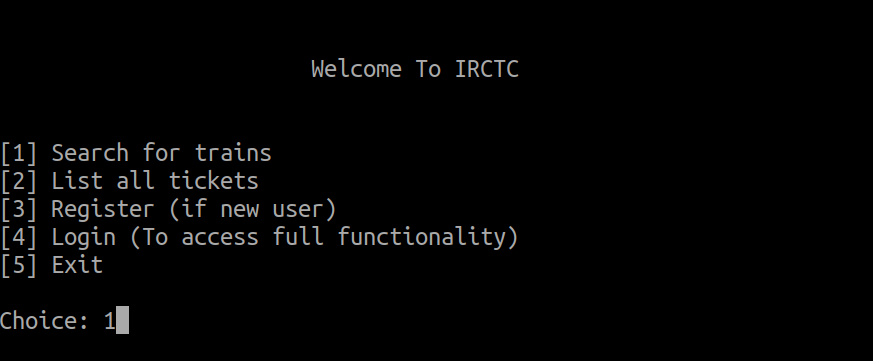 Welcome To IRCTC
[1] Search for trains
[2] List all tickets
[3] Register (if new user)
[4] Login (To access full functionality)
[5] Exit
Choice: 1